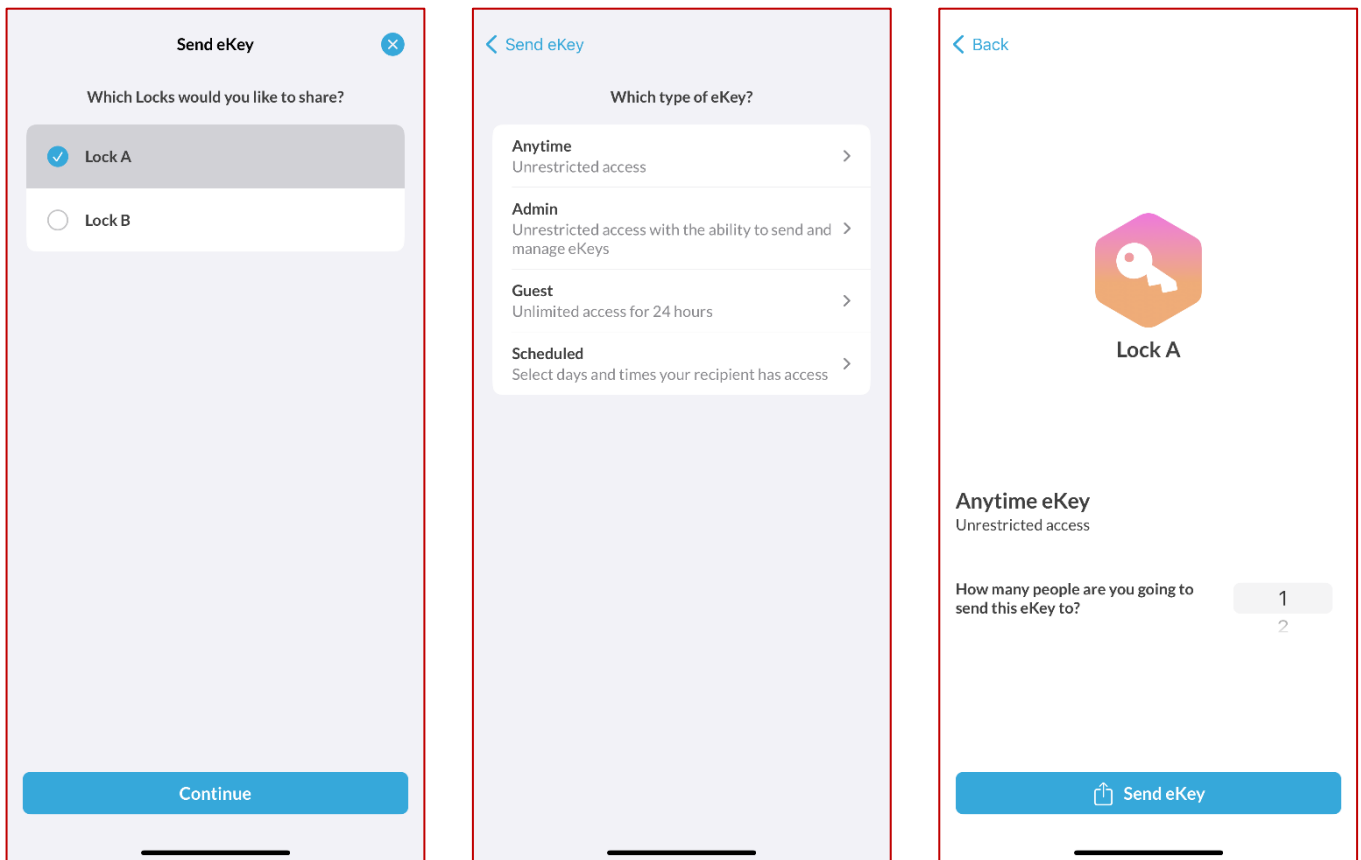 Send eKey
Which Locks would you like to share?
Lock A
Lock B
Continue
Send eKey
Which type of eKey?
Anytime
Unrestricted access
Admin
Unrestricted access with the ability to send and
manage eKeys
Guest
Unlimited access for 24 hours
Scheduled
Select days and times your recipient has access
Back
Lock A
Anytime eKey
Unrestricted access
How many people are you going to
send this eKey to?
1
2
Send eKey